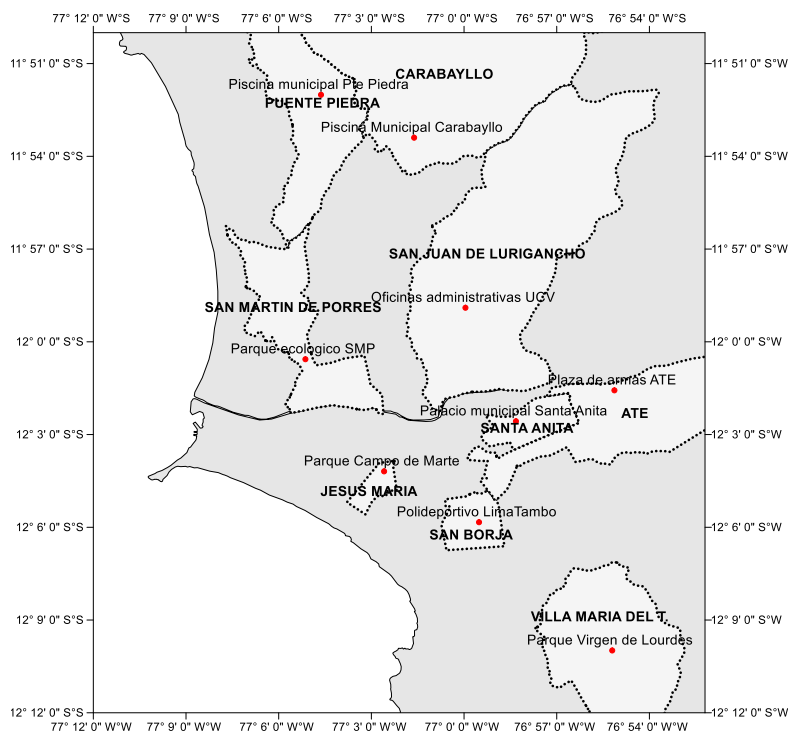 77° 12' 0" W°W 77° 9' 0" W°W 77° 6' 0" W°W 77° 3' 0" W°W 77° 0' 0" W°W 76° 57' 0" W°W 76° 54' 0" W°W
11° 51' 0" S°S 11° 51' 0" S°W
CARABAYLLO
Piscina municipal Pte Piedra
PUENTE PIEDRA
Piscina Municipal Carabayllo
11° 54' 0" S°S 11° 54' 0" S°W
11° 57' 0" S°S 11° 57' 0" S°W
SAN JUAN DE LURIGANCHO
Oficinas administrativas UGV
SAN MARTIN DE PORRES
12° 0' 0" S°S 12° 0' 0" S°W
Parque ecologico SMP
Plaza de armas ATE
Palacio municipal Santa Anita
ATE
SANTA ANITA
12° 3' 0" S°S 12° 3' 0" S°W
Parque Campo de Marte
JESUS MARIA
Polideportivo LimaTambo
12° 6' 0" S°S 12° 6' 0" S°W
SAN BORJA
VILLA MARIA DEL T.
12° 9' 0" S°S 12° 9' 0" S°W
Parque Virgen de Lourdes
12° 12' 0" S°S 12° 12' 0" S°W
77° 12' 0" W°W 77° 9' 0" W°W 77° 6' 0" W°W 77° 3' 0" W°W 77° 0' 0" W°W 76° 57' 0" W°W 76° 54' 0" W°W